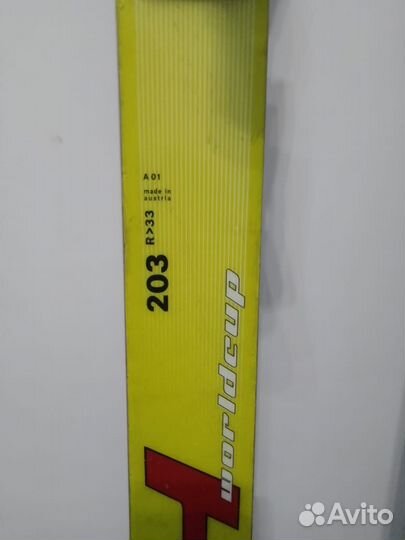 A 01
made in
austria
203 R>33
worldcup
Avito